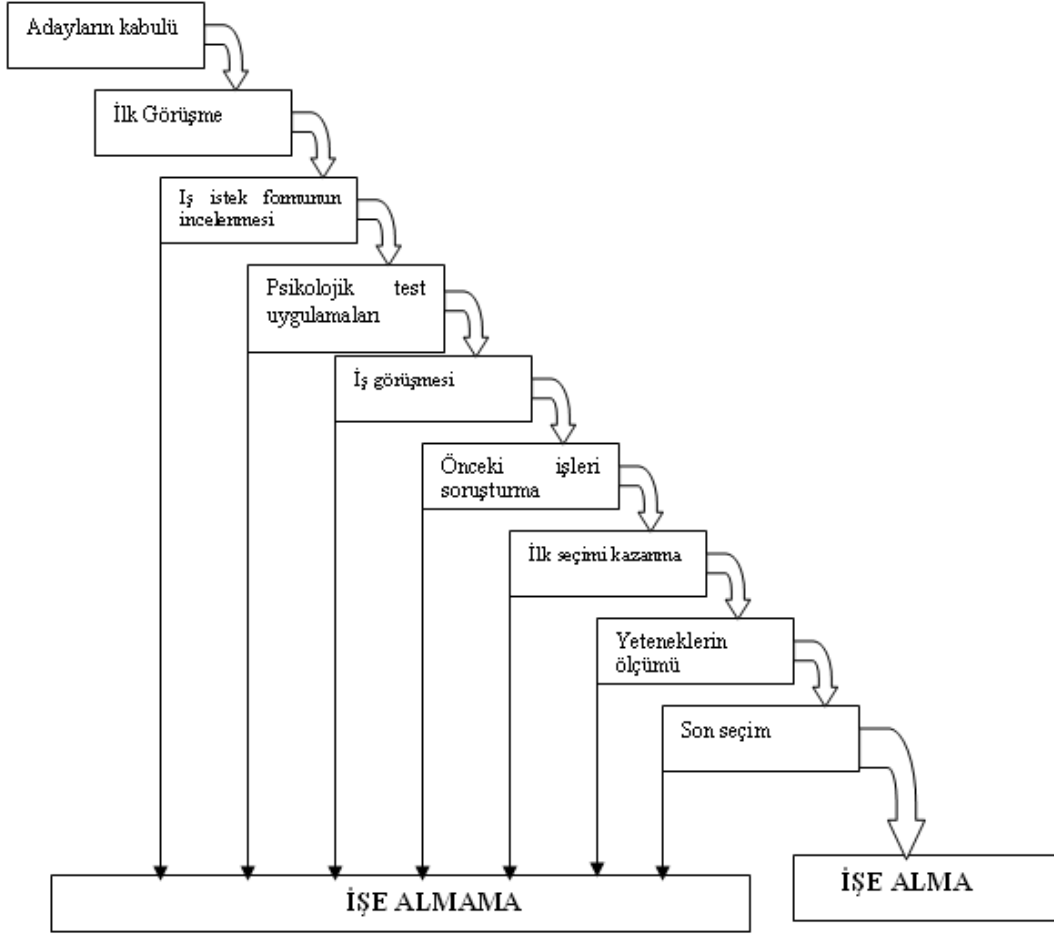 Adayların kabulü
İlk Görüşme
İş istek formunun
incelenmesi
Psikolojik test
uygulamaları
İş görüşmesi
Önceki işleri
soruşturma
İlk seçimi kazanma
Yeteneklerin
ölçümü
Son seçim
İŞE ALMA
İŞE ALMAMA